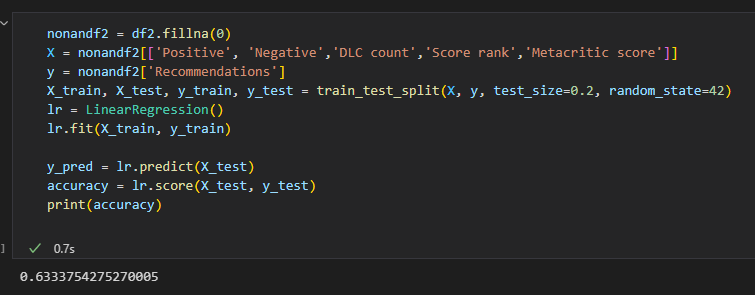 nonandf2 = df2.fillna(0)
X = nonandf2[['Positive', 'Negative','DLC count','Score rank','Metacritic score']]
y = nonandf2['Recommendations']
X_train, X_test, y_train, y_test = train_test_split(X, y, test_size=0.2, random_state=42)
lr = LinearRegression()
lr.fit(X_train, y_train)
y_pred = lr.predict(X_test)
accuracy = lr.score(X_test, y_test)
print(accuracy)
] ✓ 0.7s
0.6333754275270005